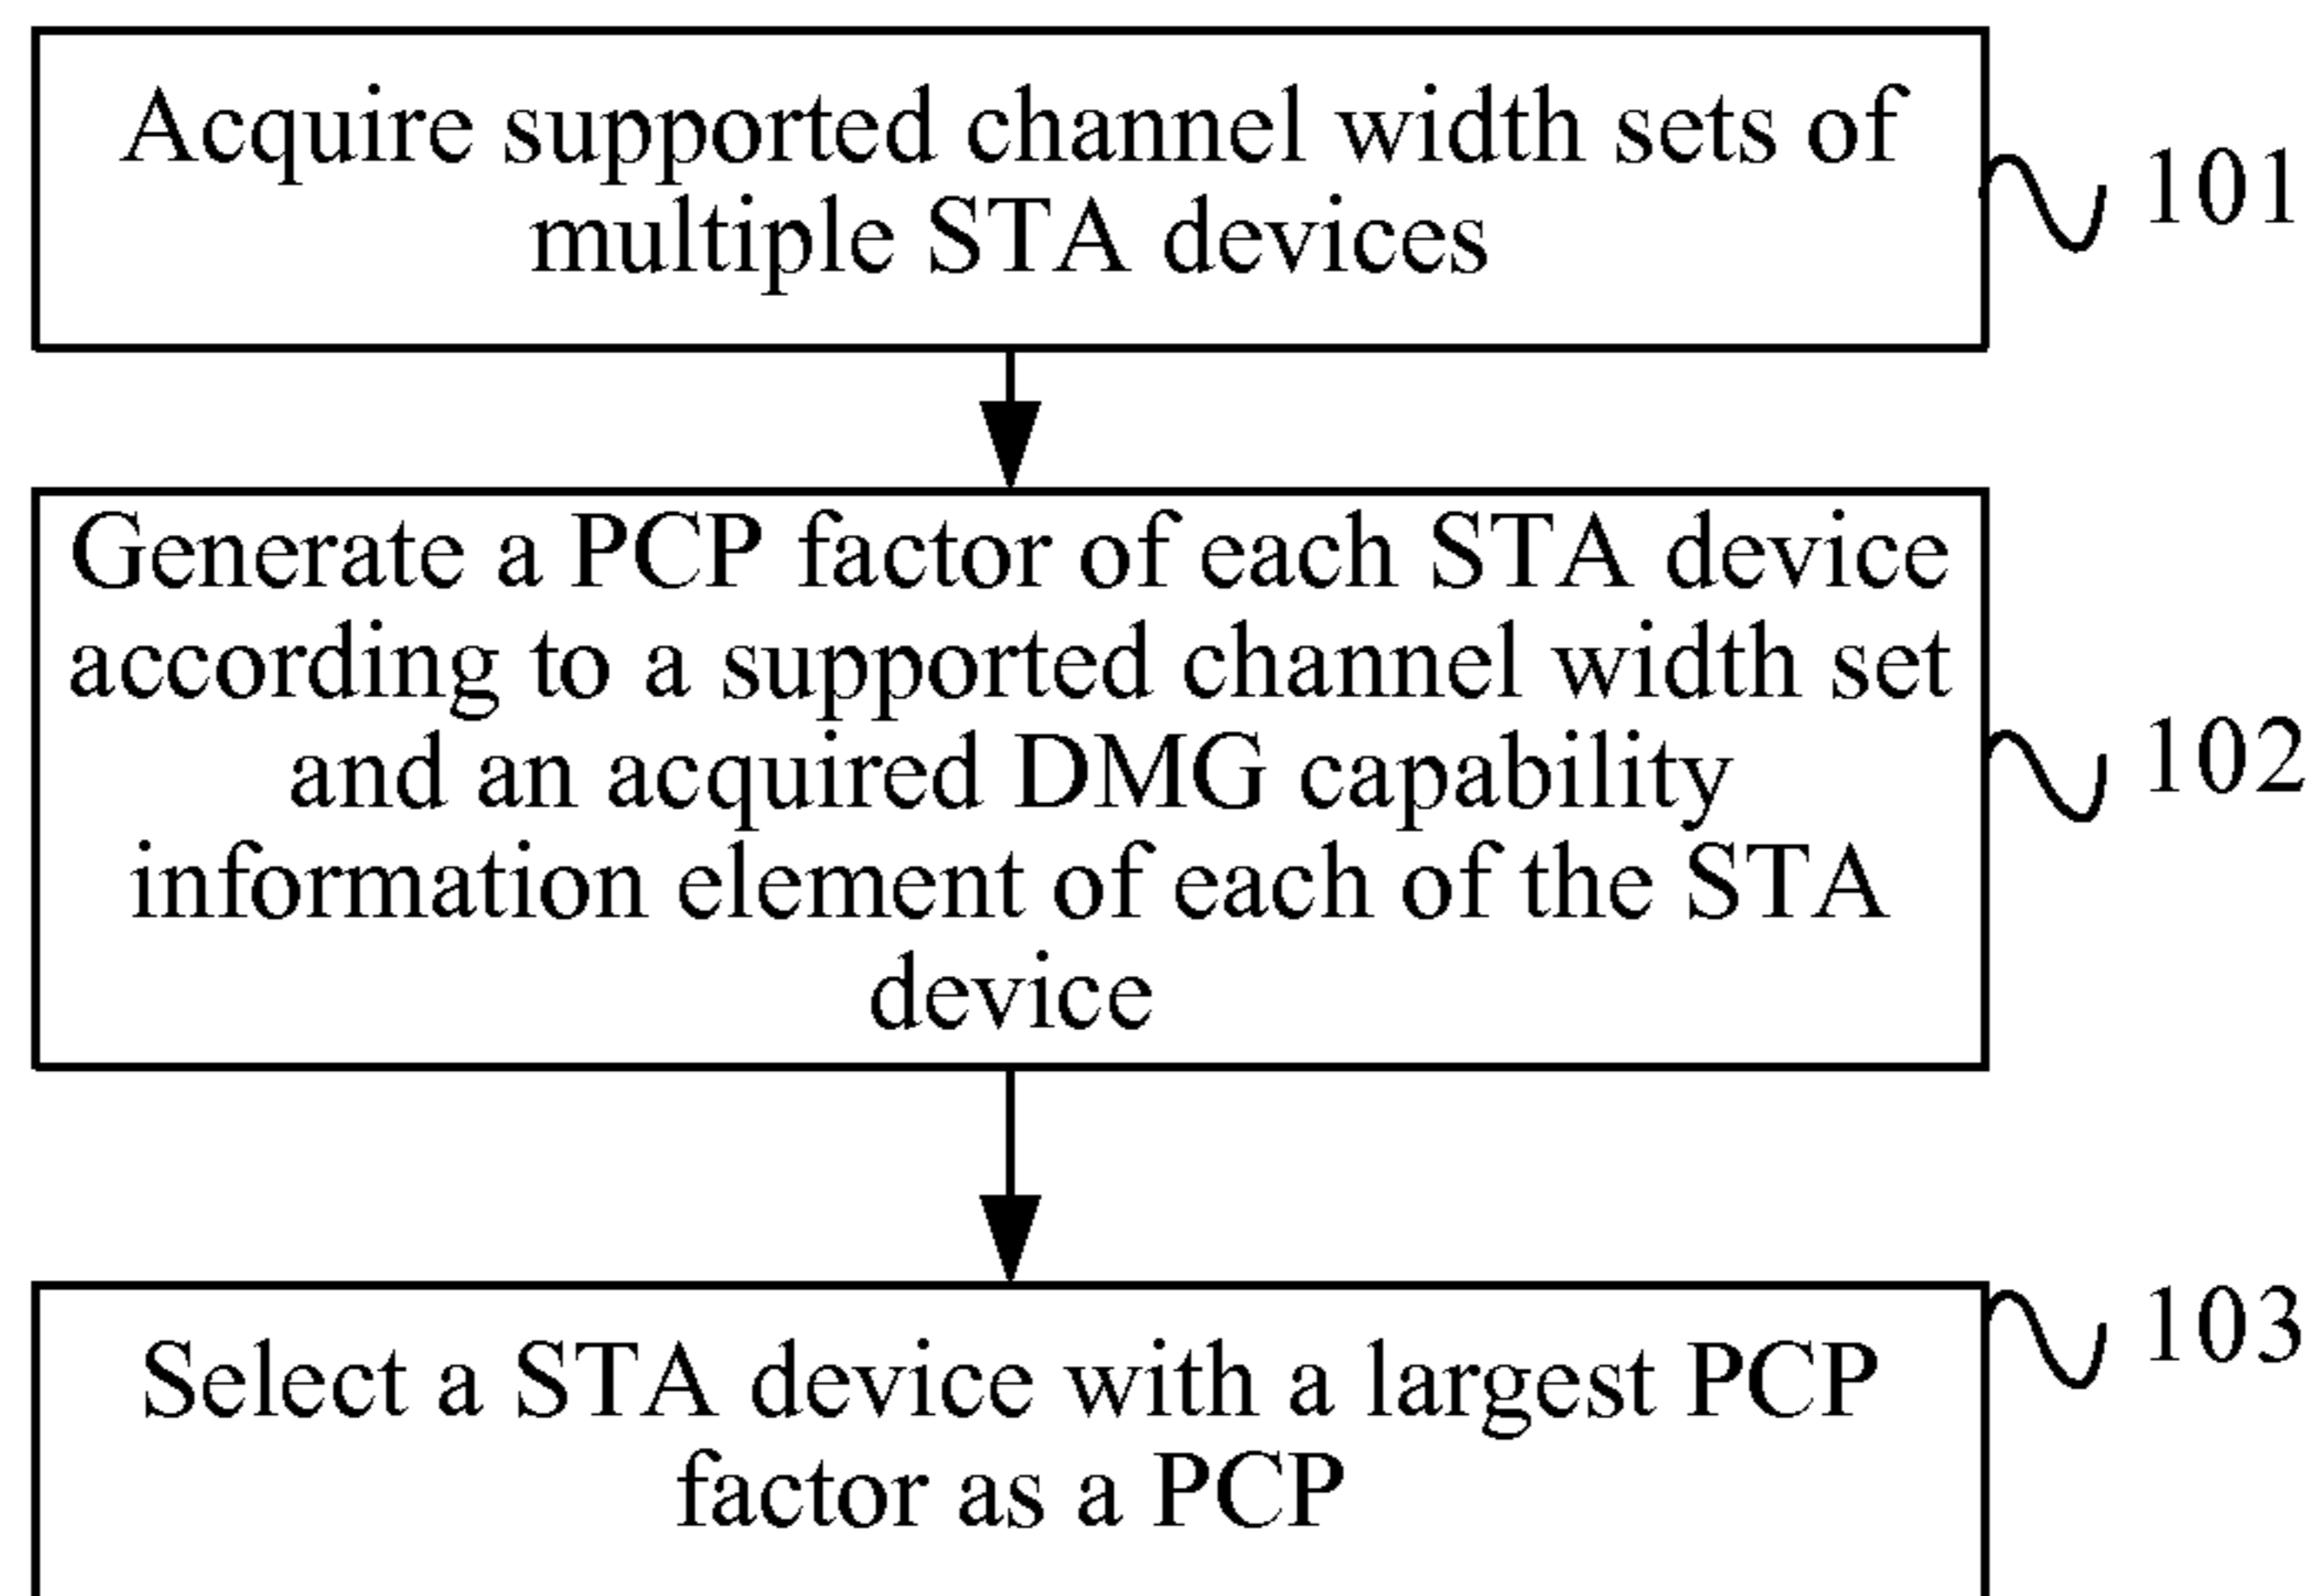 Acquire supported channel width sets of
multiple STA devices
101
Generate a PCP factor of each STA device
according to a supported channel width set
and an acquired DMG capability
information element of each of the STA
device
102
Select a STA device with a largest PCP
factor as a PCP
103